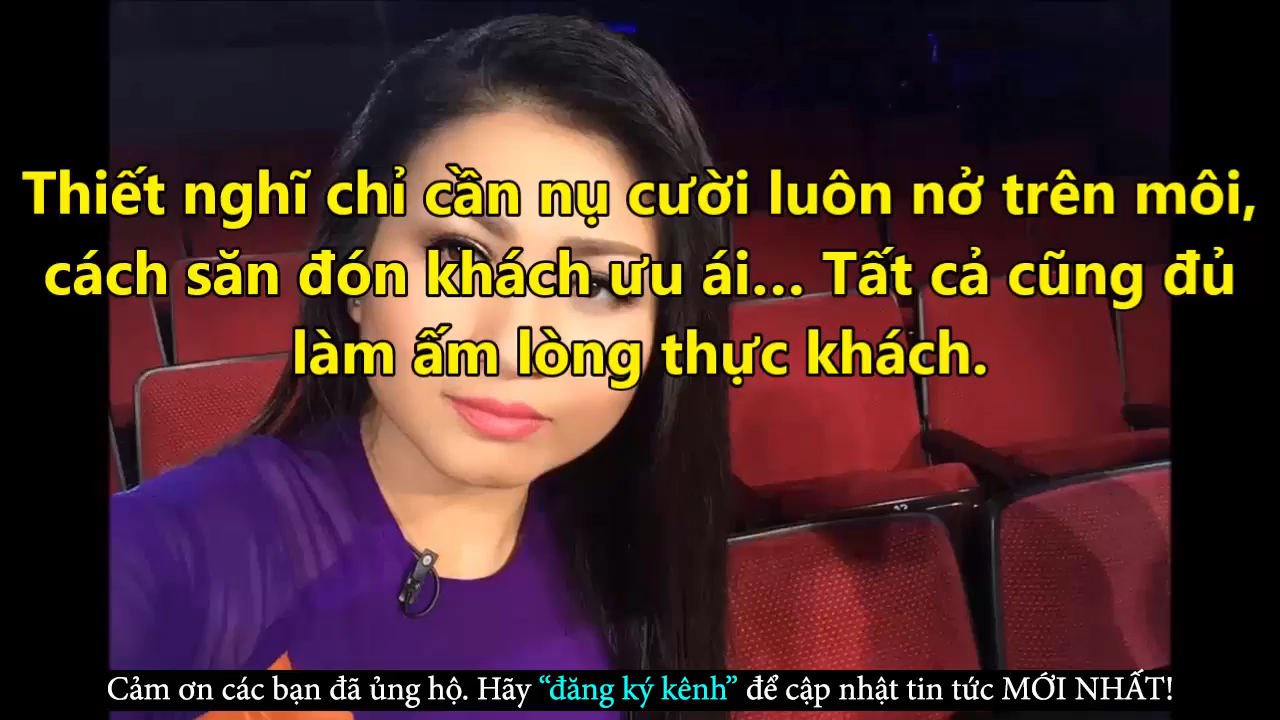 Thiết nghĩ chỉ cần nụ cười luôn nở trên môi,
cách săn đón khách ưu ái... Tất cả cũng đủ
làm ấm lòng thực khách.
12
Cảm ơn các bạn đã ủng hộ. Hãy “đăng ký kênh” để cập nhật tin tức MỚI NHẤT!